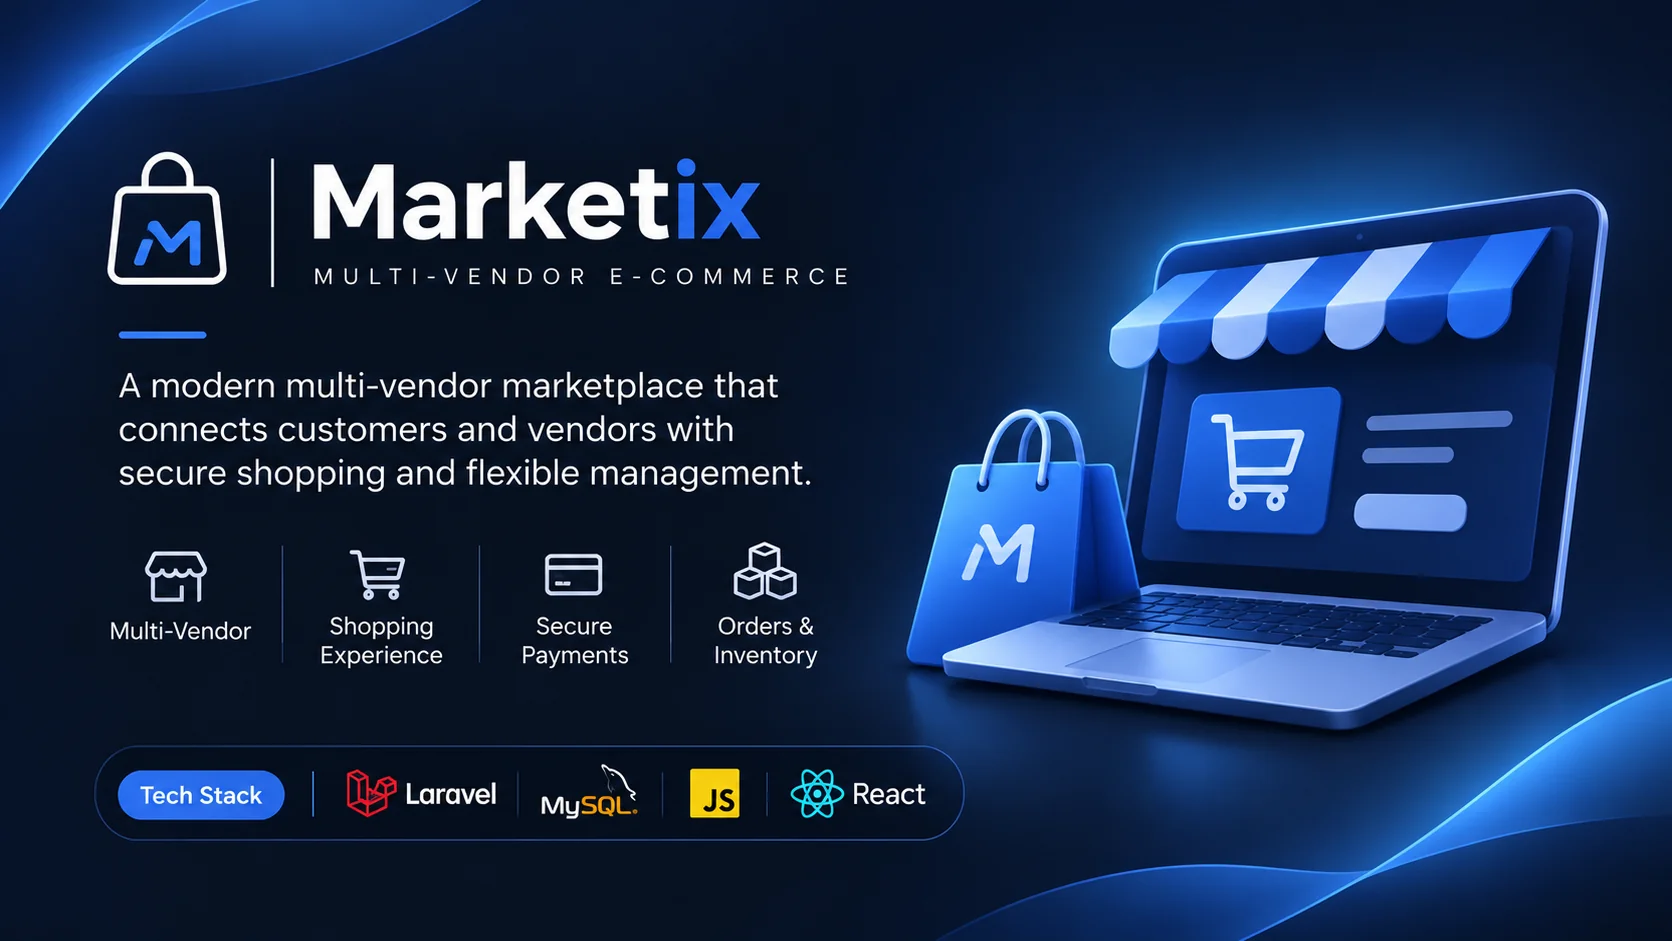 M
Marketix
MULTI-VENDOR E-COMMERCE
A modern multi-vendor marketplace that
connects customers and vendors with
secure shopping and flexible management.
Multi-Vendor
Shopping
Experience
Secure
Payments
Orders &
Inventory
M
Tech Stack
Laravel
MySQL
JS
React